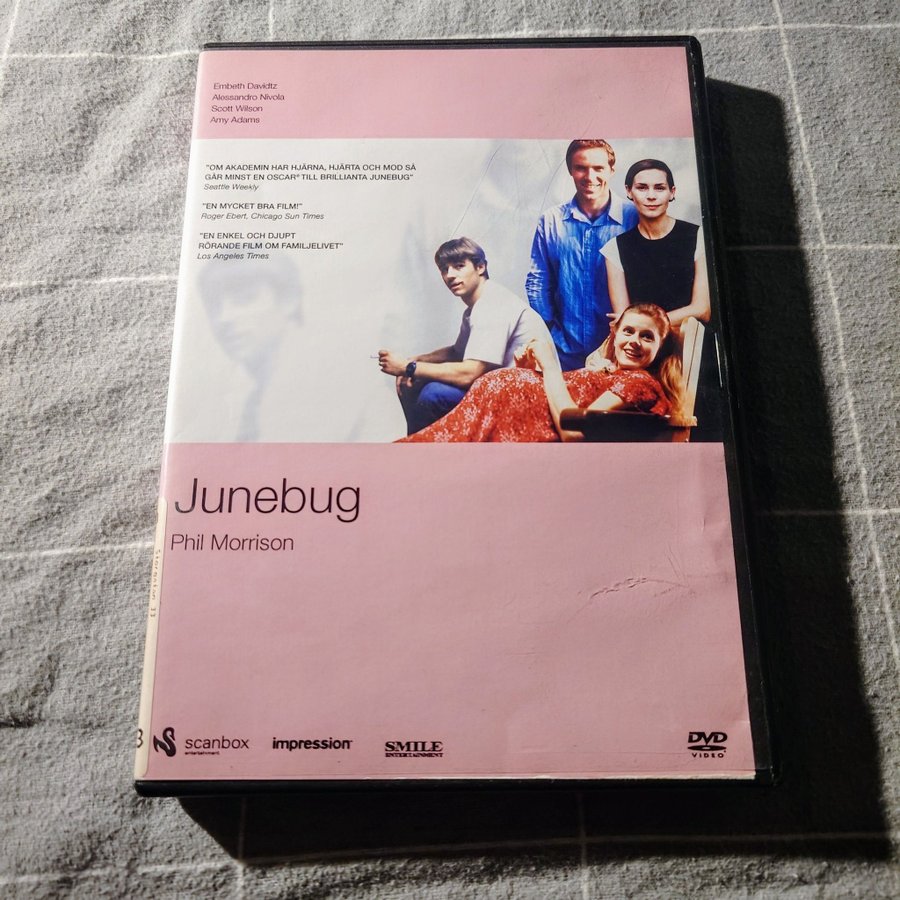 Embeth Davidtz
Alessandro Nivola
Scott Wilson
Amy Adams
"OM AKADEMIN HAR HJÄRNA, HJÄRTA OCH MOD SÅ
GÅR MINST EN OSCAR® TILL BRILLIANTA JUNEBUG"
Seattle Weekly
"EN MYCKET BRA FILM!"
Roger Ebert, Chicago Sun Times
"EN ENKEL OCH DJUPT
RÖRANDE FILM OM FAMILJELIVET"
Los Angeles Times
Junebug
Phil Morrison
scanbox
entertainment
impression
SMILE
ENTERTAINMENT
DVD
VIDEO